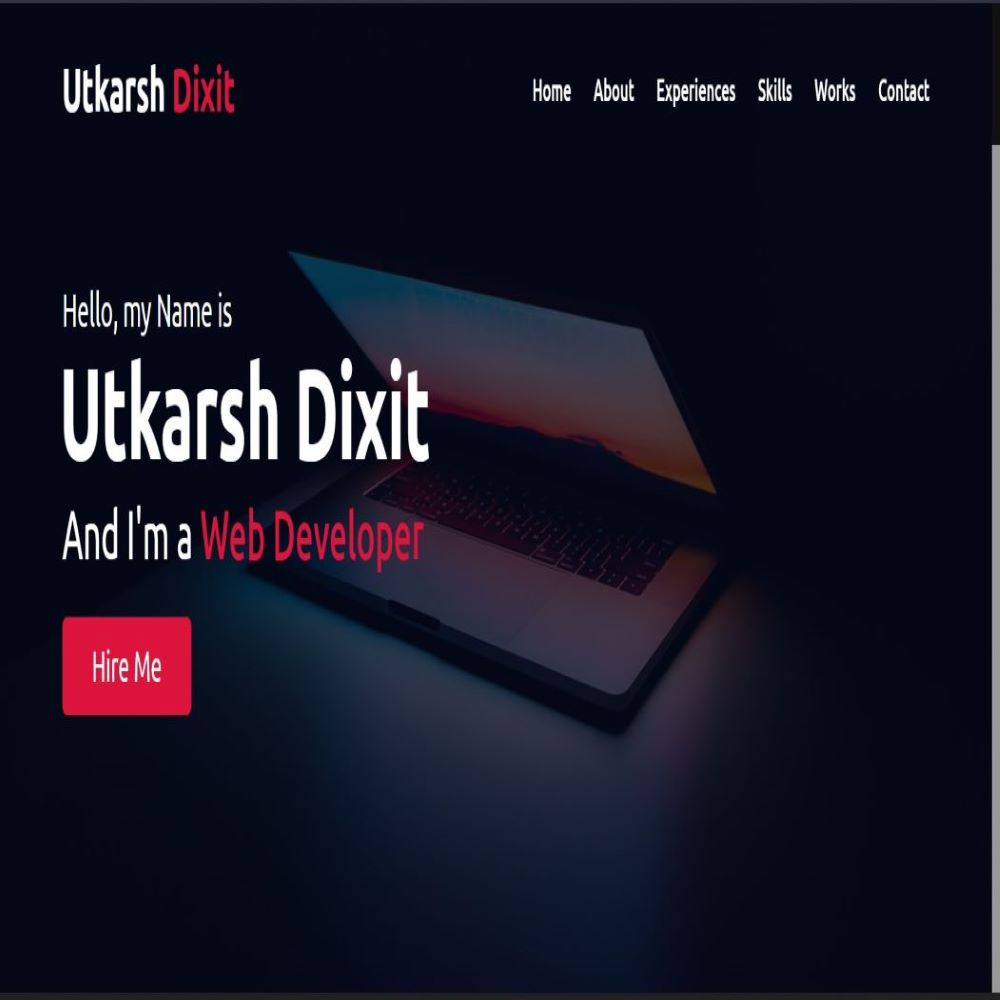 Utkarsh Dixit
Home About Experiences Skills Works Contact
Hello, my Name is
Utkarsh Dixit
And I'm a Web Developer
Hire Me